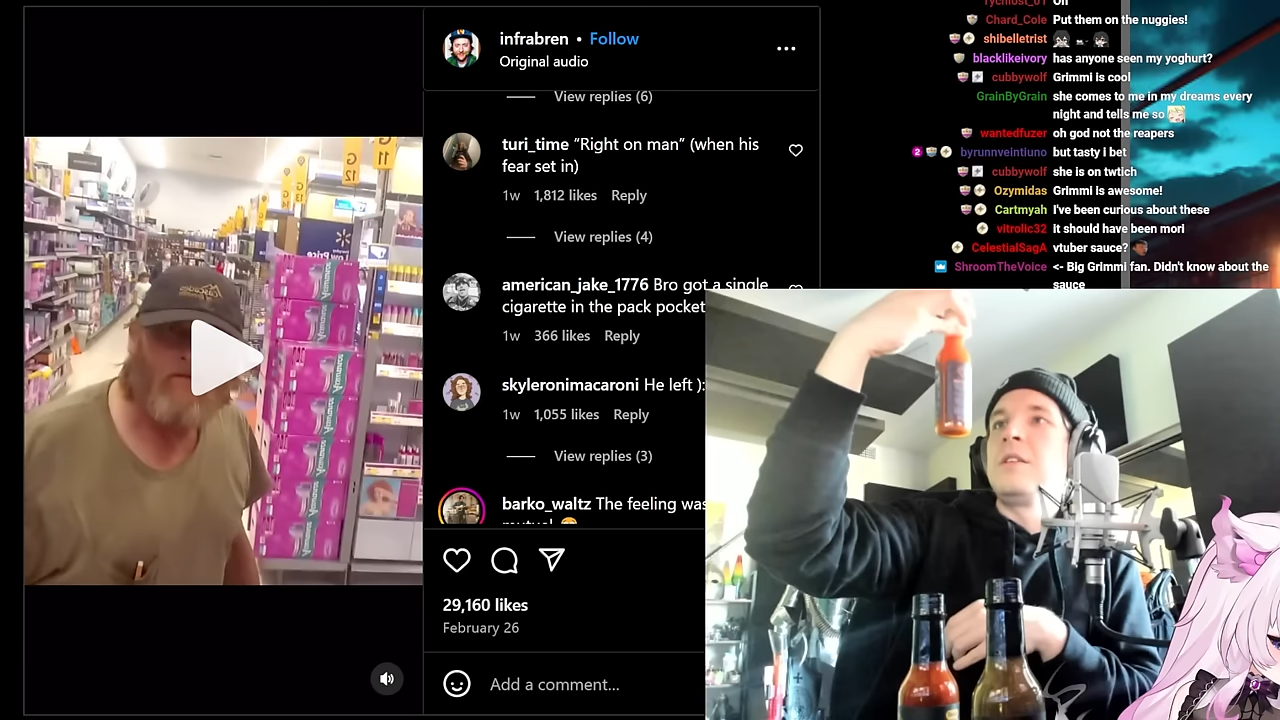 infrabren • Follow
Original audio
View replies (6)
turi_time “Right on man” (when his
fear set in)
1w 1,812 likes Reply
View replies (4)
american_jake_1776 Bro got a single
cigarette in the pack pocket
1w 366 likes Reply
skyleronimacaroni He left ):
1w 1,055 likes Reply
View replies (3)
barko_waltz The feeling was
mutual
29,160 likes
February 26
Add a comment...
On
Chard_Cole Put them on the nuggies!
shibelletrist
blacklikeivory has anyone seen my yoghurt?
cubbywolf Grimmi is cool
GrainByGrain she comes to me in my dreams every
night and tells me so
wantedfuzer oh god not the reapers
byrunnveintiuno but tasty i bet
cubbywolf she is on twtich
Ozymidas Grimmi is awesome!
Cartmyah I've been curious about these
vitrolic32 It should have been mori
CelestialSagA vtuber sauce?
ShroomTheVoice <- Big Grimmi fan. Didn't know about the
sauce
G 11
G 12